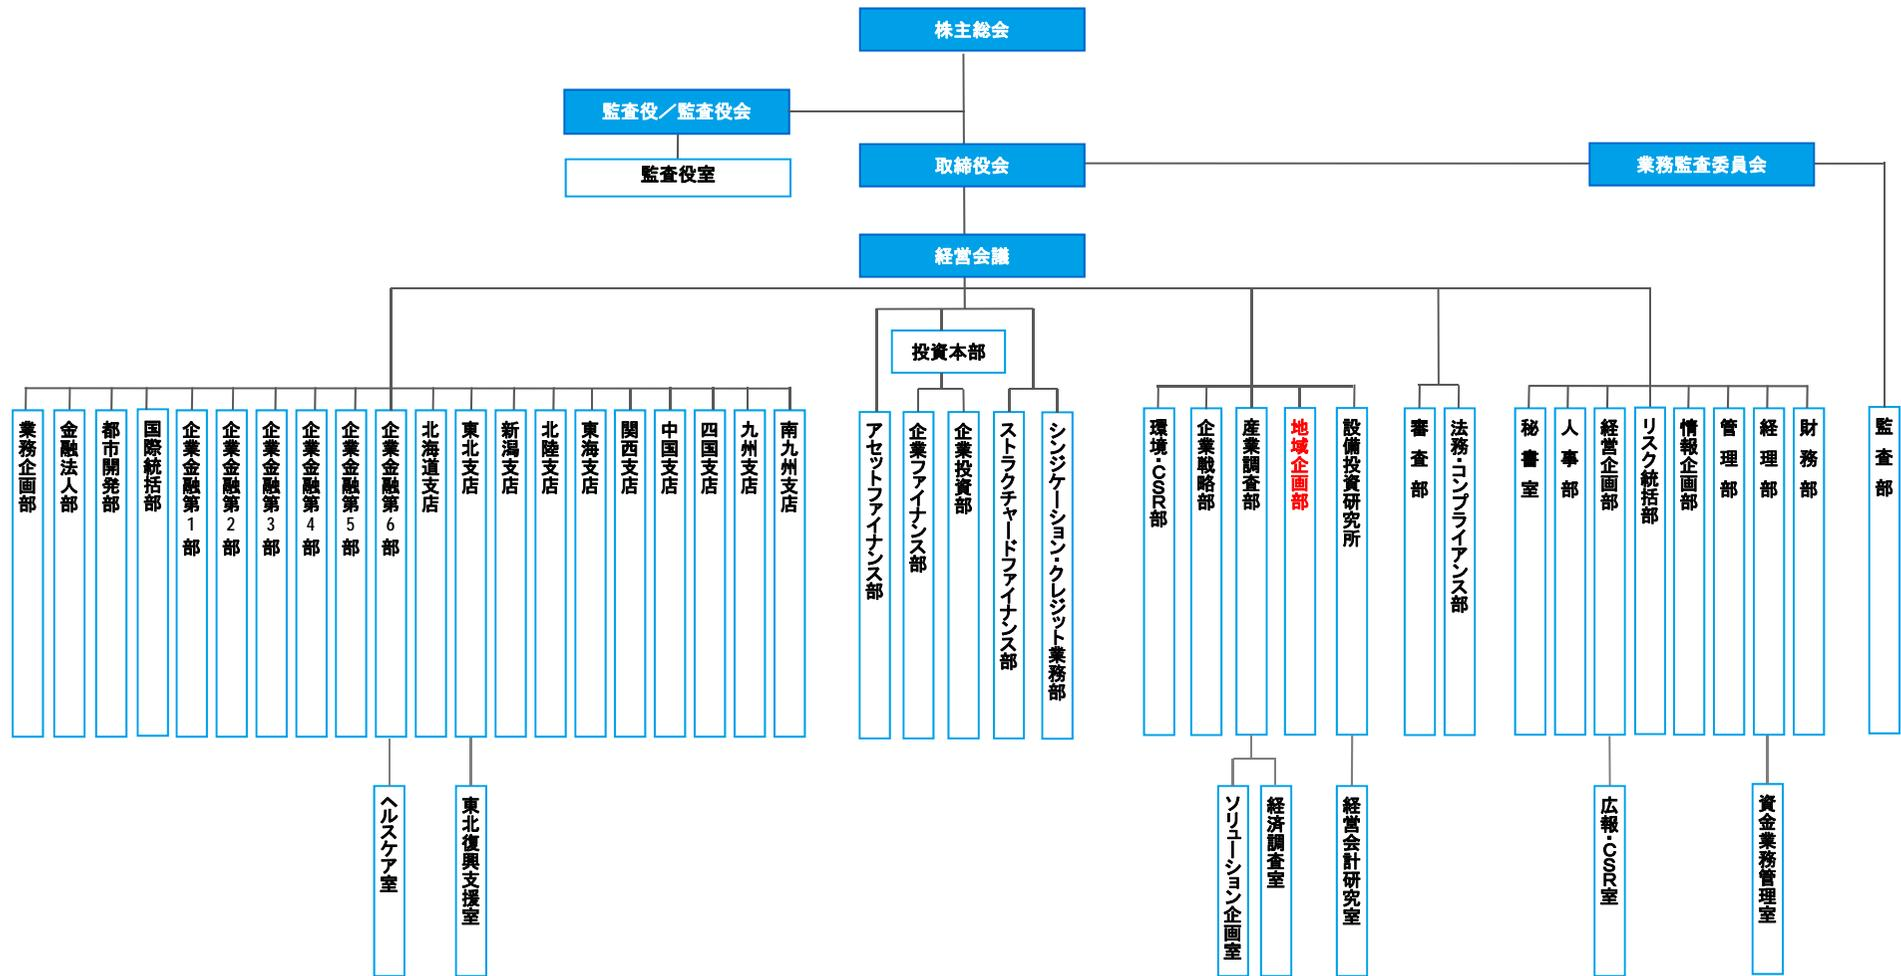 株主総会
監査役／監査役会
監査役室
取締役会
業務監査委員会
経営会議
投資本部
業務企画部
金融法人部
都市開発部
国際統括部
企業金融第1部
企業金融第2部
企業金融第3部
企業金融第4部
企業金融第5部
企業金融第6部
北海道支店
東北支店
新潟支店
北陸支店
東海支店
関西支店
中国支店
四国支店
九州支店
南九州支店
アセットファイナンス部
企業ファイナンス部
企業投資部
ストラクチャードファイナンス部
シンジケーション・クレジット業務部
環境・CSR部
企業戦略部
産業調査部
地域企画部
設備投資研究所
審査部
法務・コンプライアンス部
秘書室
人事部
経営企画部
リスク統括部
情報企画部
管理部
経理部
財務部
監査部
ヘルスケア室
東北復興支援室
ソリューション企画室
経済調査室
経営会計研究室
広報・CSR室
資金業務管理室